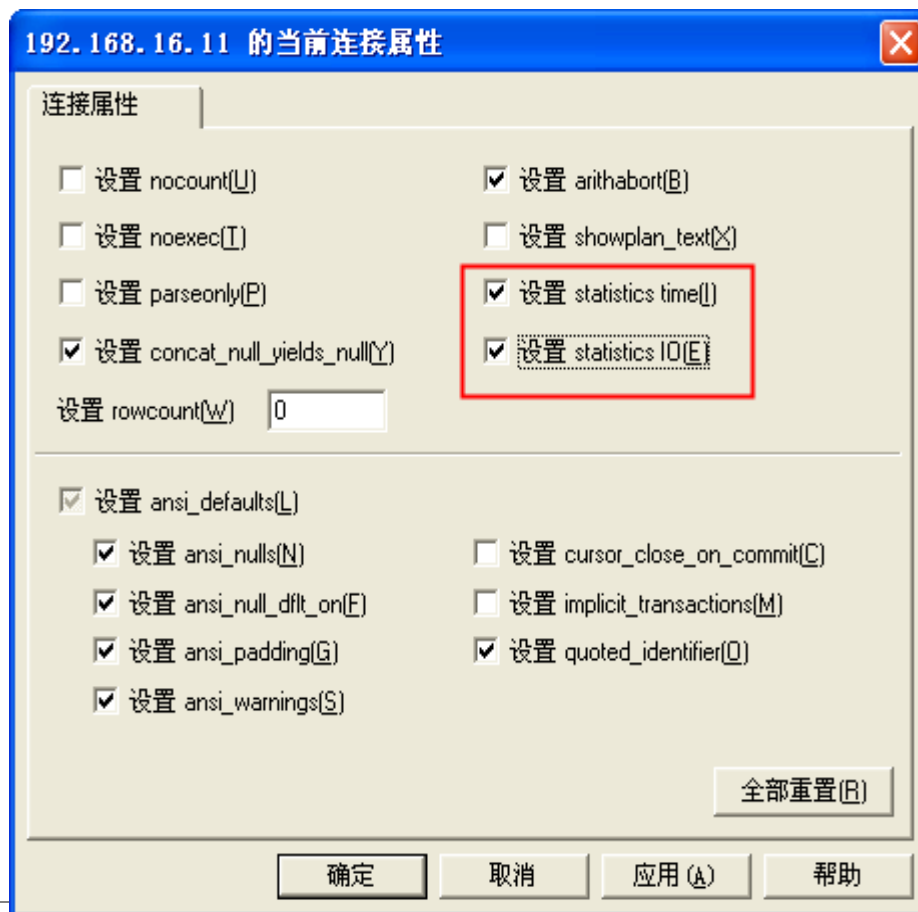 192.168.16.11 的当前连接属性
连接属性
设置 nocount(U)
设置 arithabort(B)
设置 noexec(T)
设置 showplan_text(X)
设置 parseonly(P)
设置 statistics time(I)
设置 concat_null_yields_null(Y)
设置 statistics IO(E)
设置 rowcount(W) 0
设置 ansi_defaults(L)
设置 ansi_nulls(N)
设置 cursor_close_on_commit(C)
设置 ansi_null_dflt_on(F)
设置 implicit_transactions(M)
设置 ansi_padding(G)
设置 quoted_identifier(O)
设置 ansi_warnings(S)
全部重置(R)
确定 取消 应用(A) 帮助